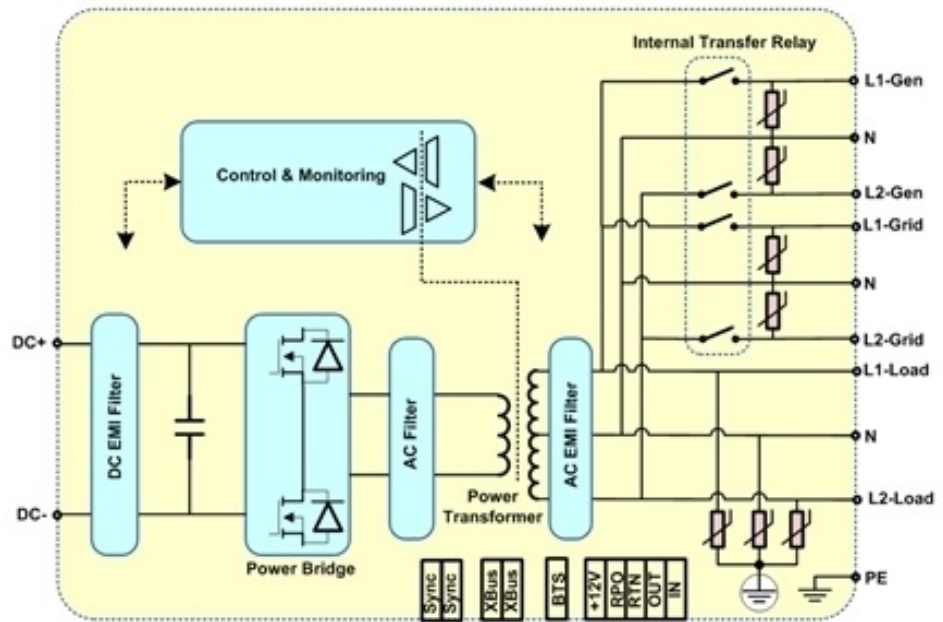 Internal Transfer Relay
L1-Gen
N
L2-Gen
L1-Grid
N
L2-Grid
L1-Load
N
L2-Load
PE
Control & Monitoring
DC+
DC-
DC EMI Filter
Power Bridge
AC Filter
Power
Transformer
AC EMI Filter
Sync
Sync
XBus
XBus
BTS
+12V
RPO
RTN
OUT
IN